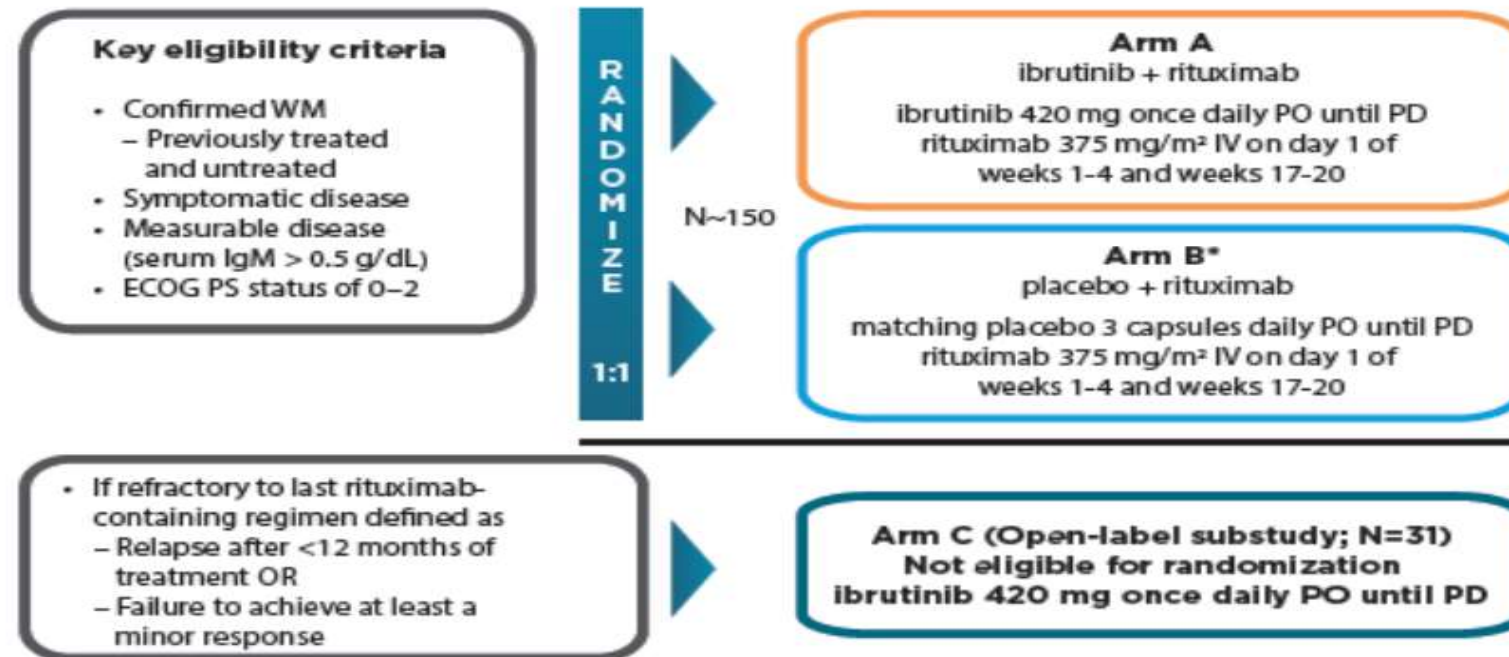 Key eligibility criteria
• Confirmed WM
– Previously treated
and untreated
• Symptomatic disease
• Measurable disease
(serum IgM > 0.5 g/dL)
• ECOG PS status of 0–2
RANDOMIZE
1:1
N~150
Arm A
ibrutinib + rituximab
ibrutinib 420 mg once daily PO until PD
rituximab 375 mg/m² IV on day 1 of
weeks 1-4 and weeks 17-20
Arm B*
placebo + rituximab
matching placebo 3 capsules daily PO until PD
rituximab 375 mg/m² IV on day 1 of
weeks 1-4 and weeks 17-20
• If refractory to last rituximab-
containing regimen defined as
– Relapse after <12 months of
treatment OR
– Failure to achieve at least a
minor response
Arm C (Open-label substudy; N=31)
Not eligible for randomization
ibrutinib 420 mg once daily PO until PD